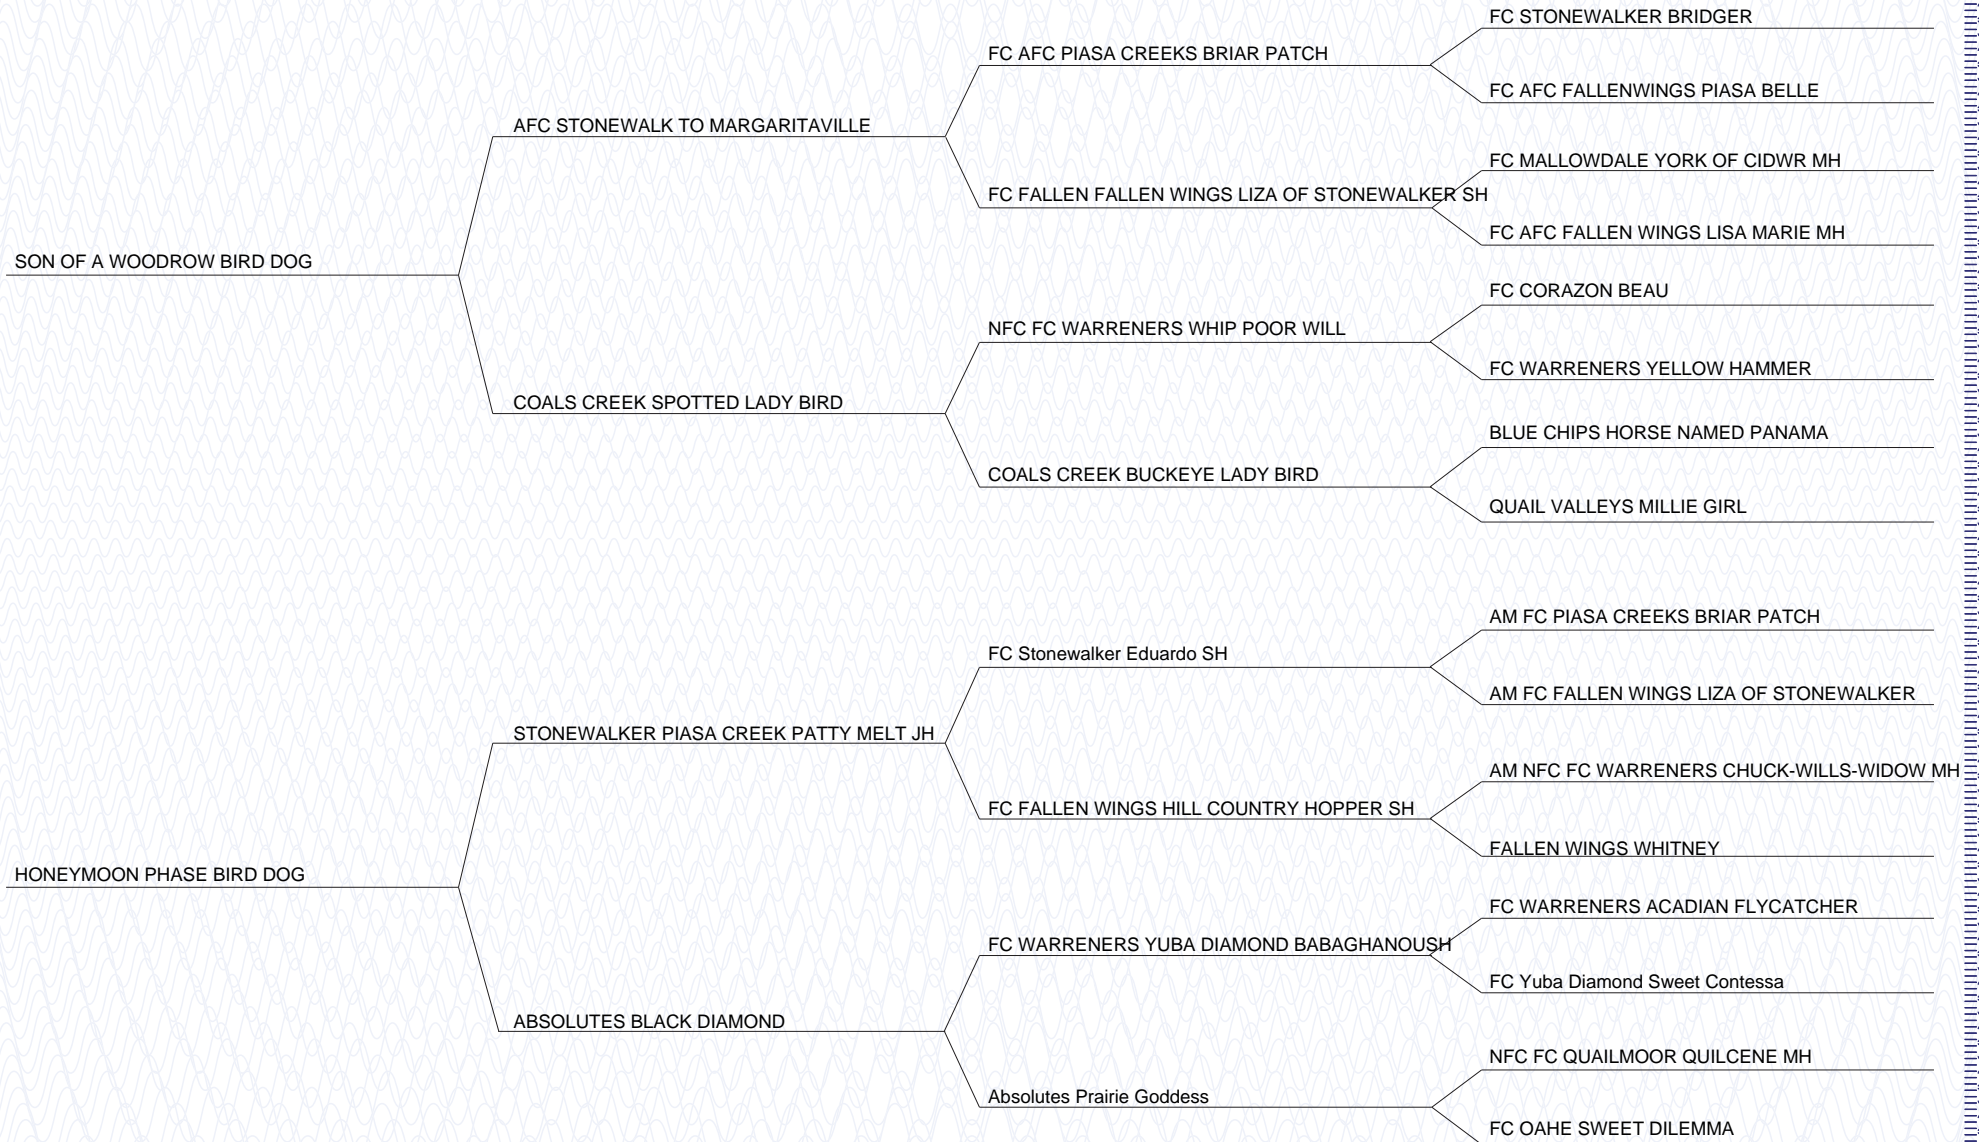 FC STONEWALKER BRIDGER
FC AFC PIASA CREEKS BRIAR PATCH
FC AFC FALLENWINGS PIASA BELLE
AFC STONEWALK TO MARGARITAVILLE
FC MALLOWDALE YORK OF CIDWR MH
FC FALLEN FALLEN WINGS LIZA OF STONEWALKER SH
FC AFC FALLEN WINGS LISA MARIE MH
SON OF A WOODROW BIRD DOG
FC CORAZON BEAU
NFC FC WARRENERS WHIP POOR WILL
FC WARRENERS YELLOW HAMMER
COALS CREEK SPOTTED LADY BIRD
BLUE CHIPS HORSE NAMED PANAMA
COALS CREEK BUCKEYE LADY BIRD
QUAIL VALLEYS MILLIE GIRL
AM FC PIASA CREEKS BRIAR PATCH
FC Stonewalker Eduardo SH
AM FC FALLEN WINGS LIZA OF STONEWALKER
STONEWALKER PIASA CREEK PATTY MELT JH
AM NFC FC WARRENERS CHUCK-WILLS-WIDOW MH
FC FALLEN WINGS HILL COUNTRY HOPPER SH
FALLEN WINGS WHITNEY
HONEYMOON PHASE BIRD DOG
FC WARRENERS ACADIAN FLYCATCHER
FC WARRENERS YUBA DIAMOND BABAGHANOUSH
FC Yuba Diamond Sweet Contessa
ABSOLUTES BLACK DIAMOND
NFC FC QUAILMOOR QUILCENE MH
Absolutes Prairie Goddess
FC OAHE SWEET DILEMMA